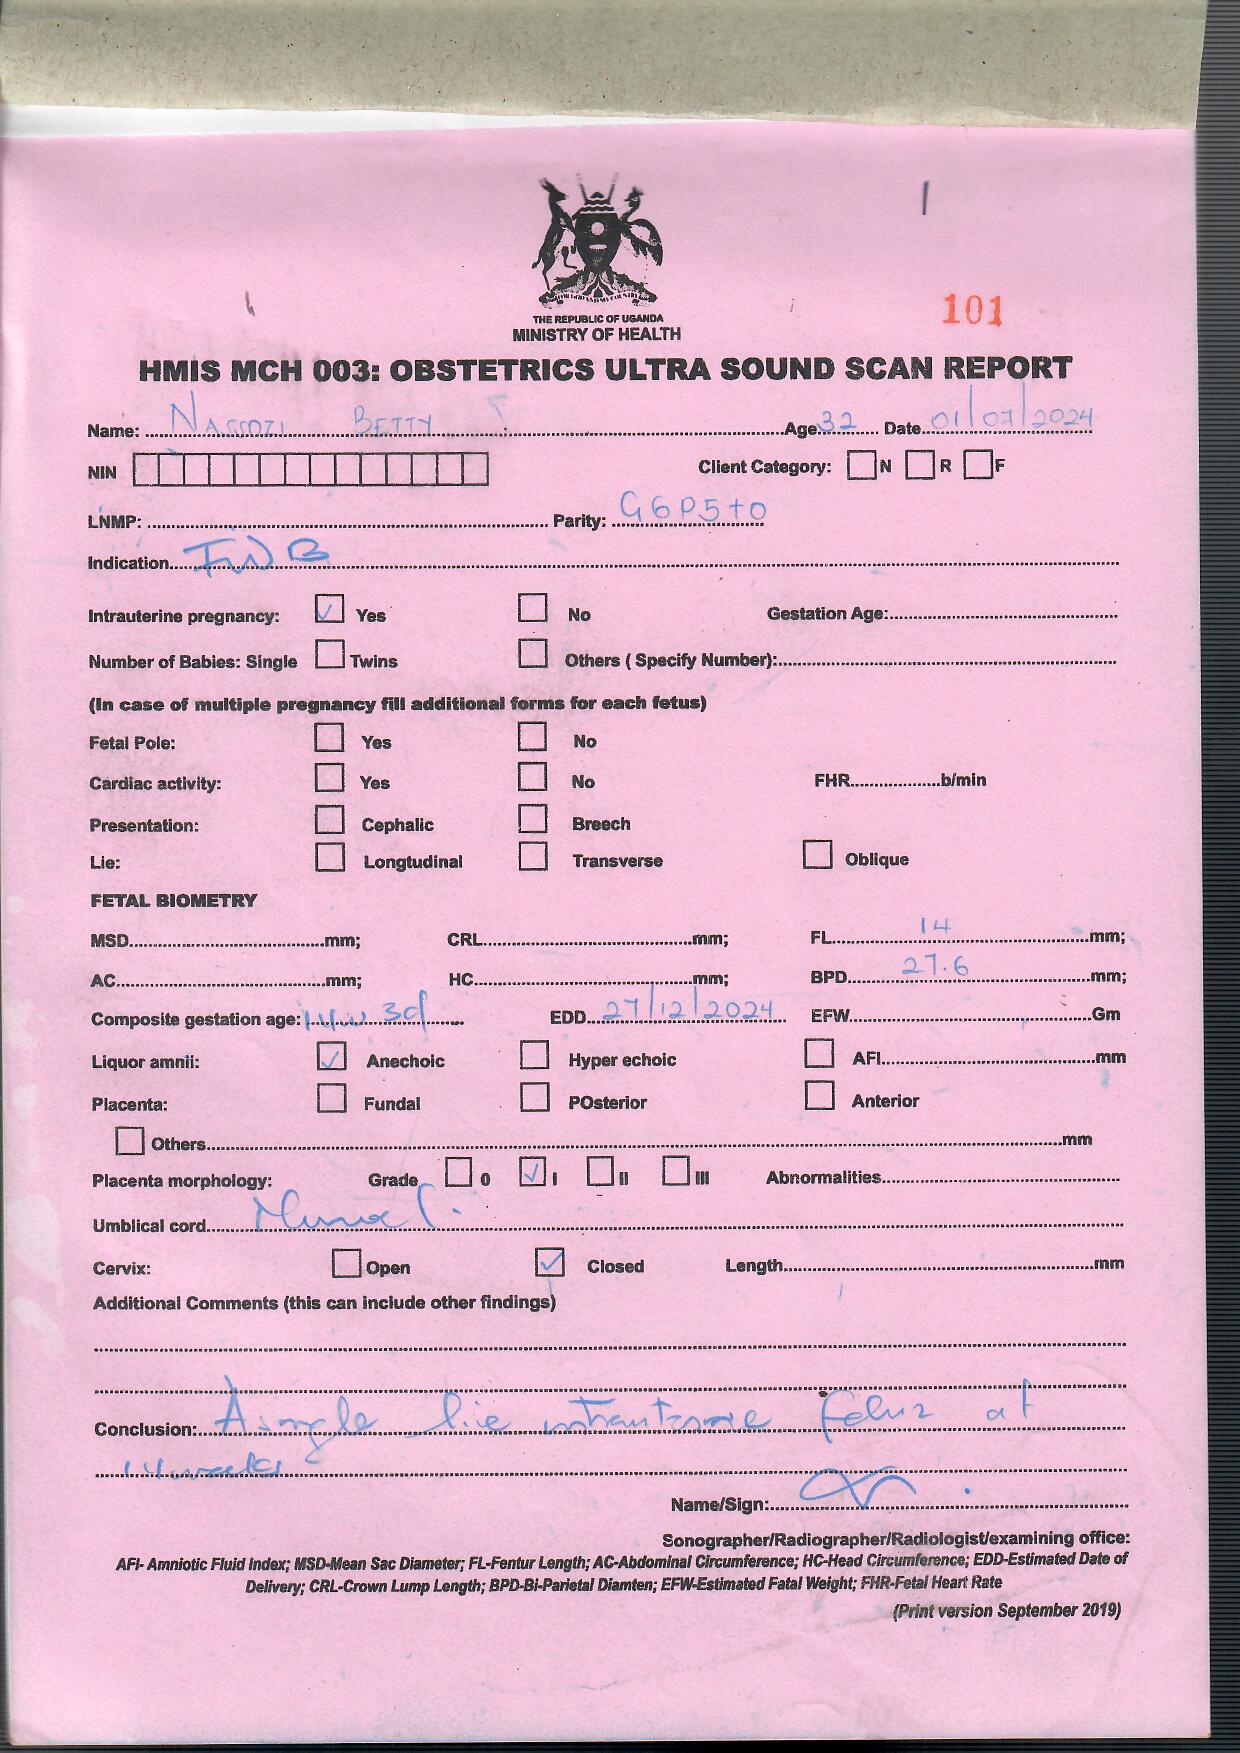 THE REPUBLIC OF UGANDA
MINISTRY OF HEALTH
101
HMIS MCH 003: OBSTETRICS ULTRA SOUND SCAN REPORT
Name: NASSOZI BETTY Age 32 Date 01/07/2024
NIN Client Category: N R F
LNMP: Parity: G6P5+0
Indication IWB
Intrauterine pregnancy: ✓ Yes No Gestation Age:
Number of Babies: Single Twins Others ( Specify Number):
(In case of multiple pregnancy fill additional forms for each fetus)
Fetal Pole: Yes No
Cardiac activity: Yes No FHR b/min
Presentation: Cephalic Breech
Lie: Longtudinal Transverse Oblique
FETAL BIOMETRY
MSD mm; CRL mm; FL 14 mm;
AC mm; HC mm; BPD 27.6 mm;
Composite gestation age: 14w 3d EDD 27/12/2024 EFW Gm
Liquor amnii: ✓ Anechoic Hyper echoic AFI mm
Placenta: Fundal POsterior Anterior
Others mm
Placenta morphology: Grade 0 ✓ I II III Abnormalities
Umblical cord
Cervix: Open ✓ Closed Length mm
Additional Comments (this can include other findings)
Conclusion: A single live intrauterine fetus at
14 weeks
Name/Sign:
Sonographer/Radiographer/Radiologist/examining office:
AFI- Amniotic Fluid Index; MSD-Mean Sac Diameter; FL-Fentur Length; AC-Abdominal Circumference; HC-Head Circumference; EDD-Estimated Date of
Delivery; CRL-Crown Lump Length; BPD-Bi-Parietal Diamten; EFW-Estimated Fatal Weight; FHR-Fetal Heart Rate
(Print version September 2019)